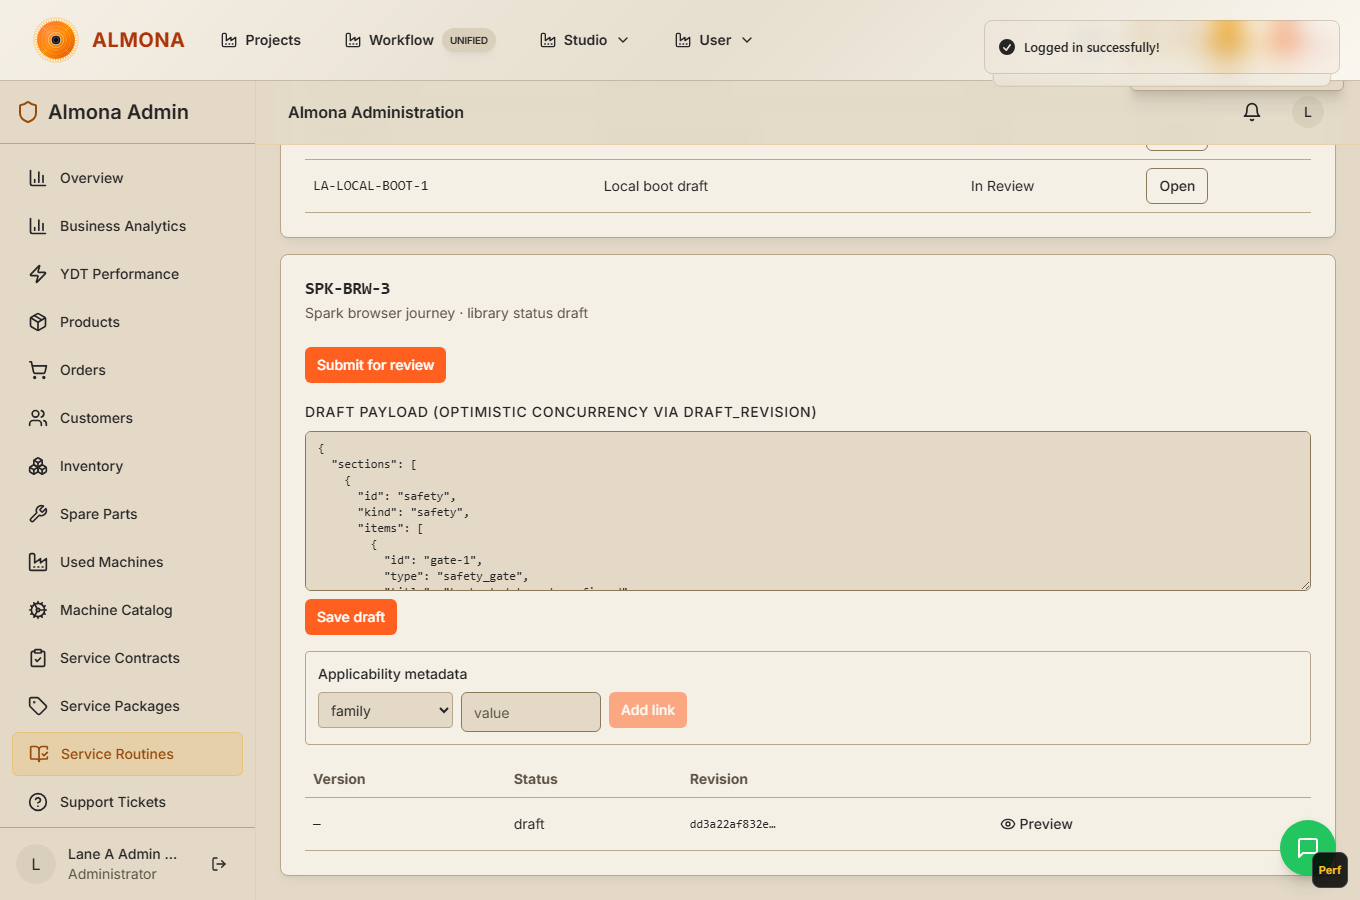 ALMONA
Projects
Workflow
UNIFIED
Studio
User
Logged in successfully!
Almona Admin
Almona Administration
L
Overview
Business Analytics
YDT Performance
Products
Orders
Customers
Inventory
Spare Parts
Used Machines
Machine Catalog
Service Contracts
Service Packages
Service Routines
Support Tickets
L
Lane A Admin ...
Administrator
LA-LOCAL-BOOT-1
Local boot draft
In Review
Open
SPK-BRW-3
Spark browser journey · library status draft
Submit for review
DRAFT PAYLOAD (OPTIMISTIC CONCURRENCY VIA DRAFT_REVISION)
{
"sections": [
{
"id": "safety",
"kind": "safety",
"items": [
{
"id": "gate-1",
"type": "safety_gate",
Save draft
Applicability metadata
family
value
Add link
Version
Status
Revision
—
draft
dd3a22af832e…
Preview
Perf